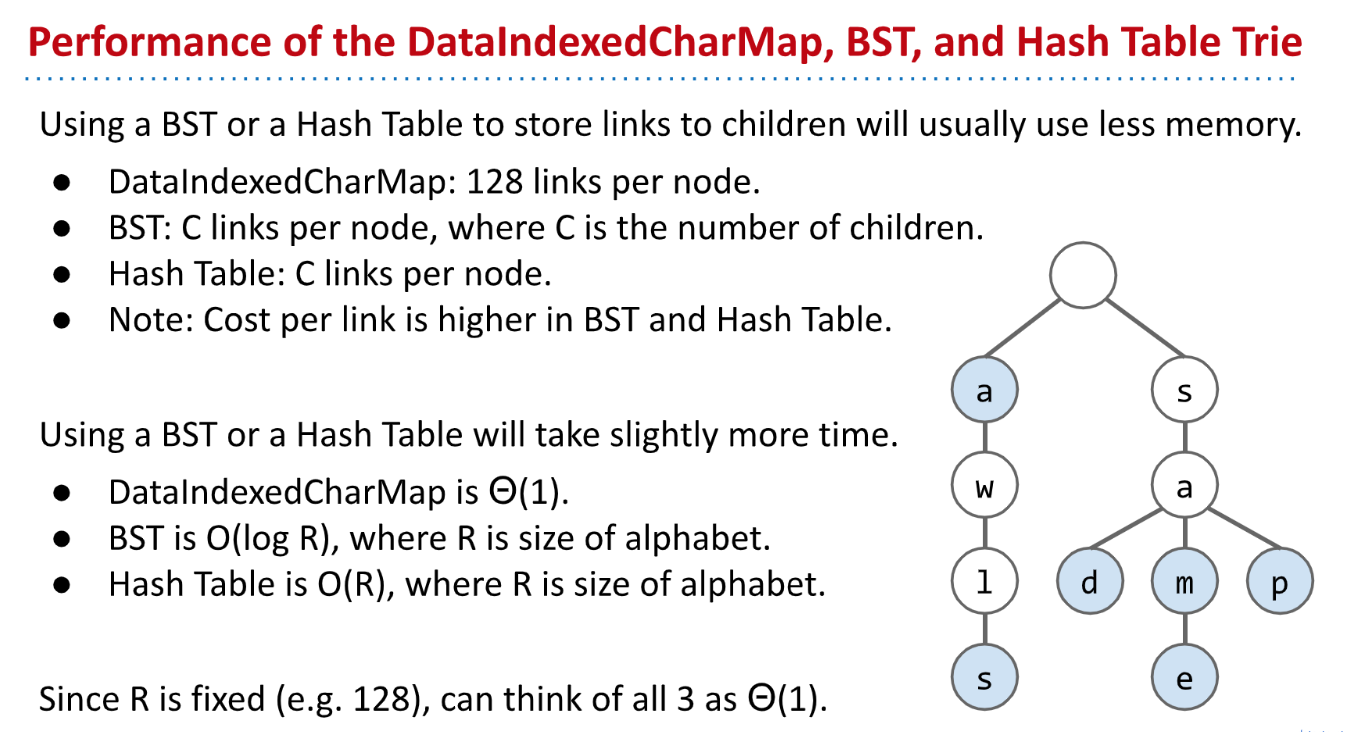 Performance of the DataIndexedCharMap, BST, and Hash Table Trie
Using a BST or a Hash Table to store links to children will usually use less memory.
● DataIndexedCharMap: 128 links per node.
● BST: C links per node, where C is the number of children.
● Hash Table: C links per node.
● Note: Cost per link is higher in BST and Hash Table.
Using a BST or a Hash Table will take slightly more time.
● DataIndexedCharMap is Θ(1).
● BST is O(log R), where R is size of alphabet.
● Hash Table is O(R), where R is size of alphabet.
Since R is fixed (e.g. 128), can think of all 3 as Θ(1).
a s
w a
l d m p
s e